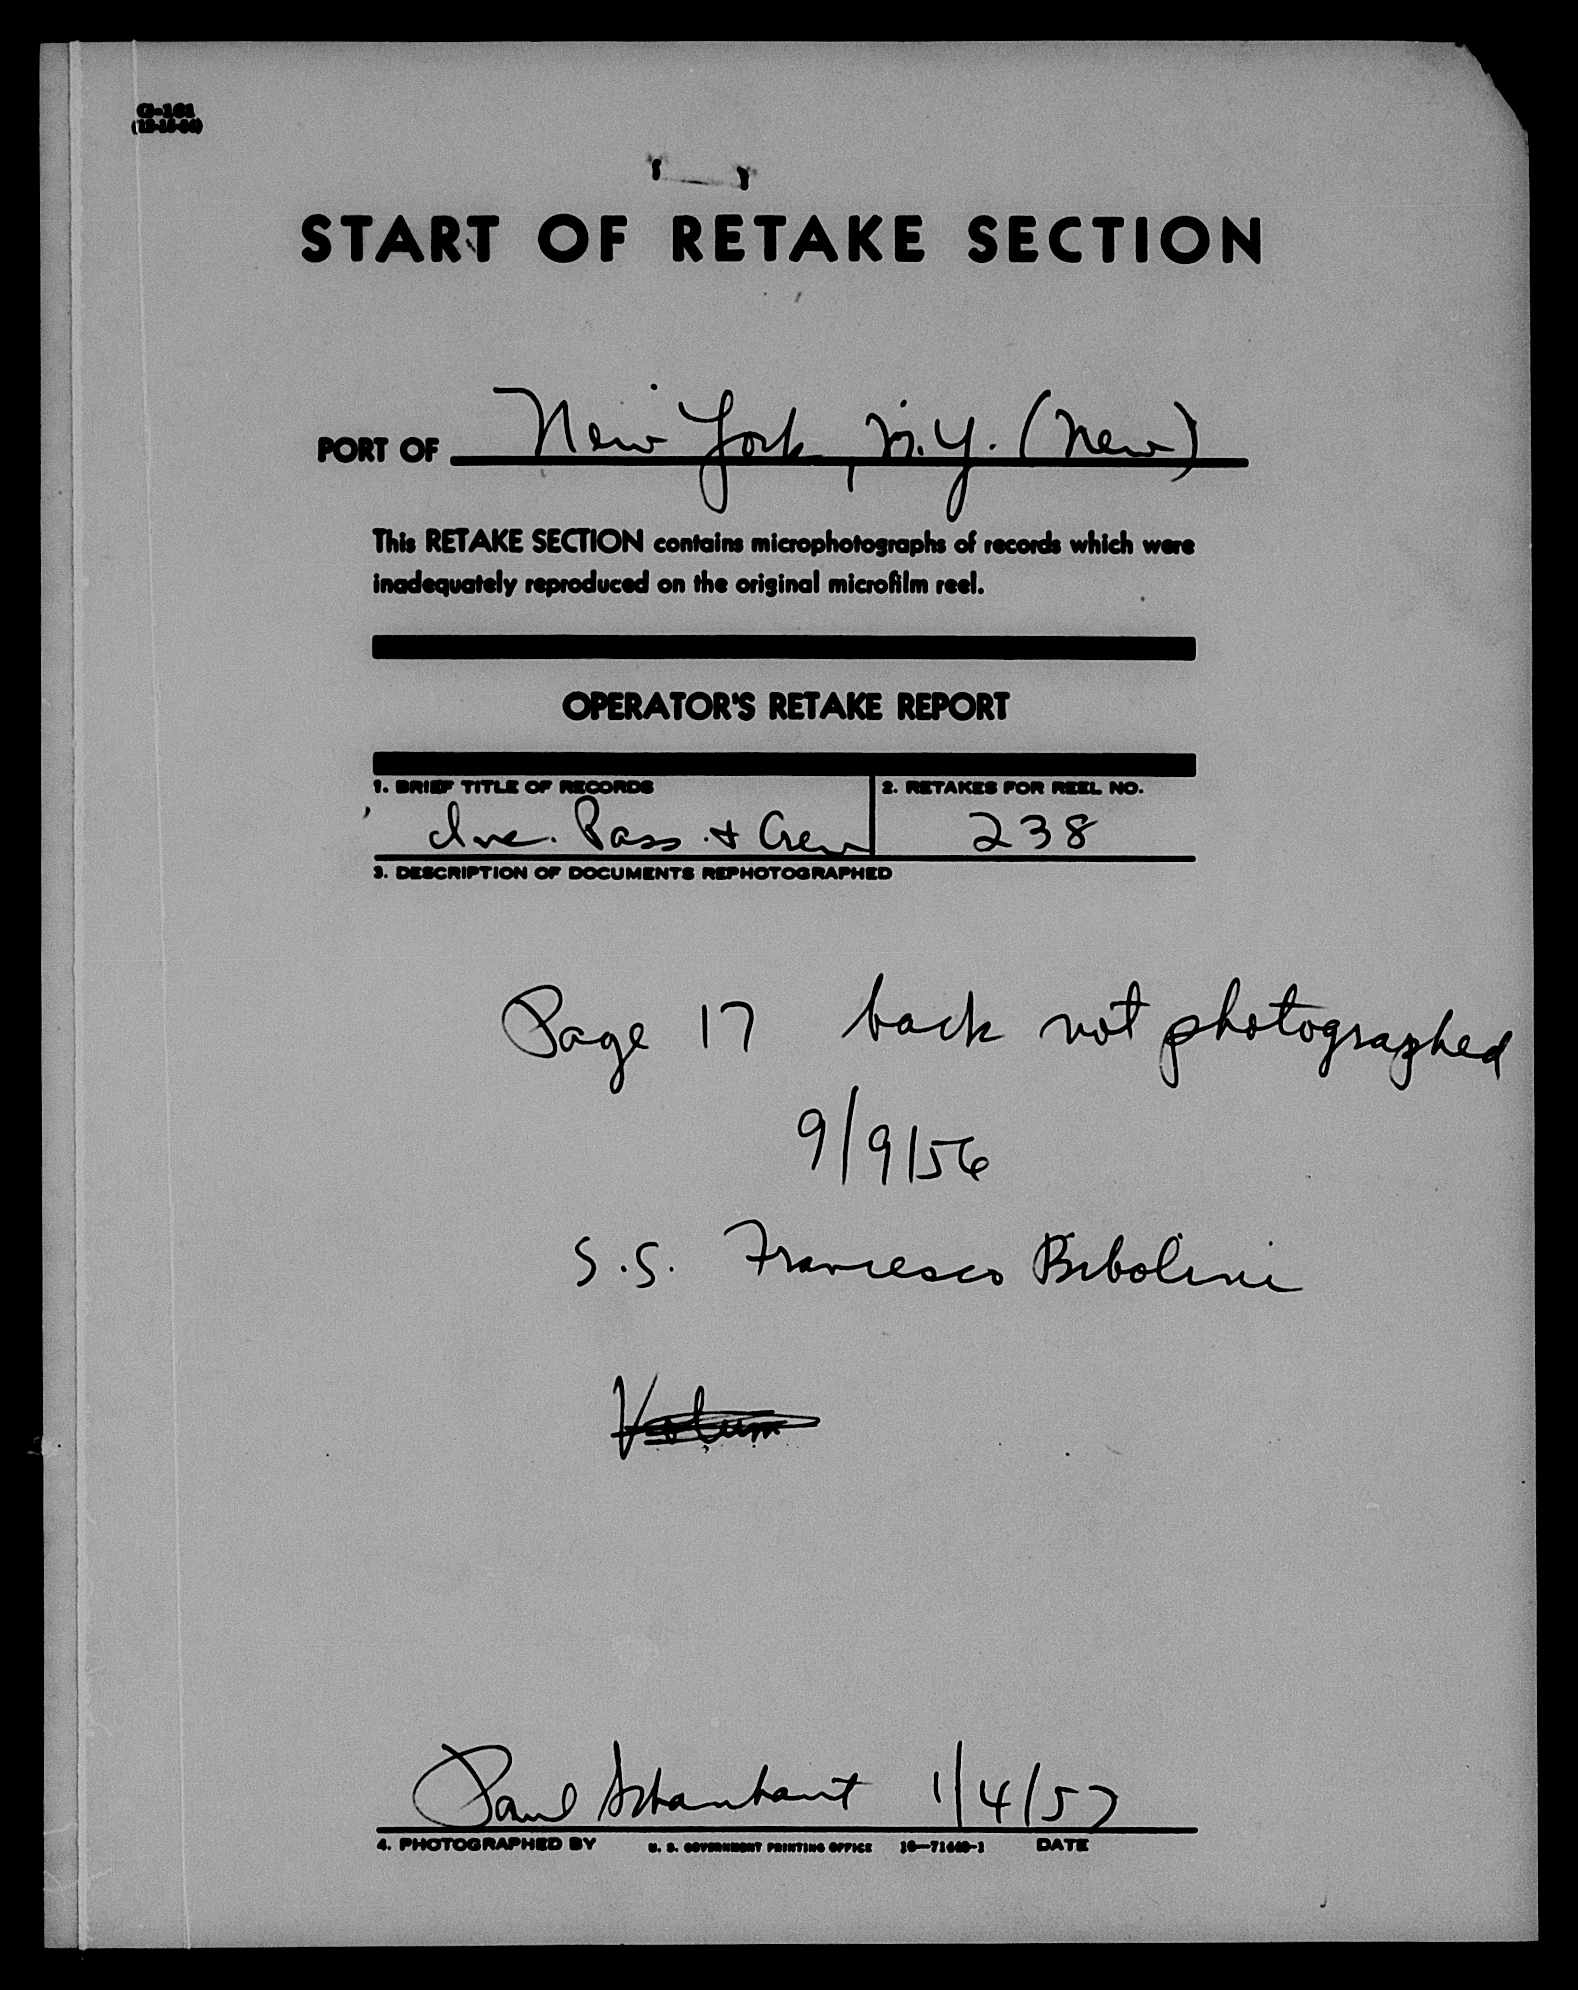 G-161
START OF RETAKE SECTION
PORT OF New York, N.Y. (New)
This RETAKE SECTION contains microphotographs of records which were
inadequately reproduced on the original microfilm reel.
OPERATOR'S RETAKE REPORT
1. BRIEF TITLE OF RECORDS 2. RETAKES FOR REEL NO.
Inc. Pass. + Crew 238
3. DESCRIPTION OF DOCUMENTS REPHOTOGRAPHED
Page 17 back not photographed
9/9/56
S.S. Francesco Bibolini
Volum
Paul 1/4/57
4. PHOTOGRAPHED BY U. S. GOVERNMENT PRINTING OFFICE DATE